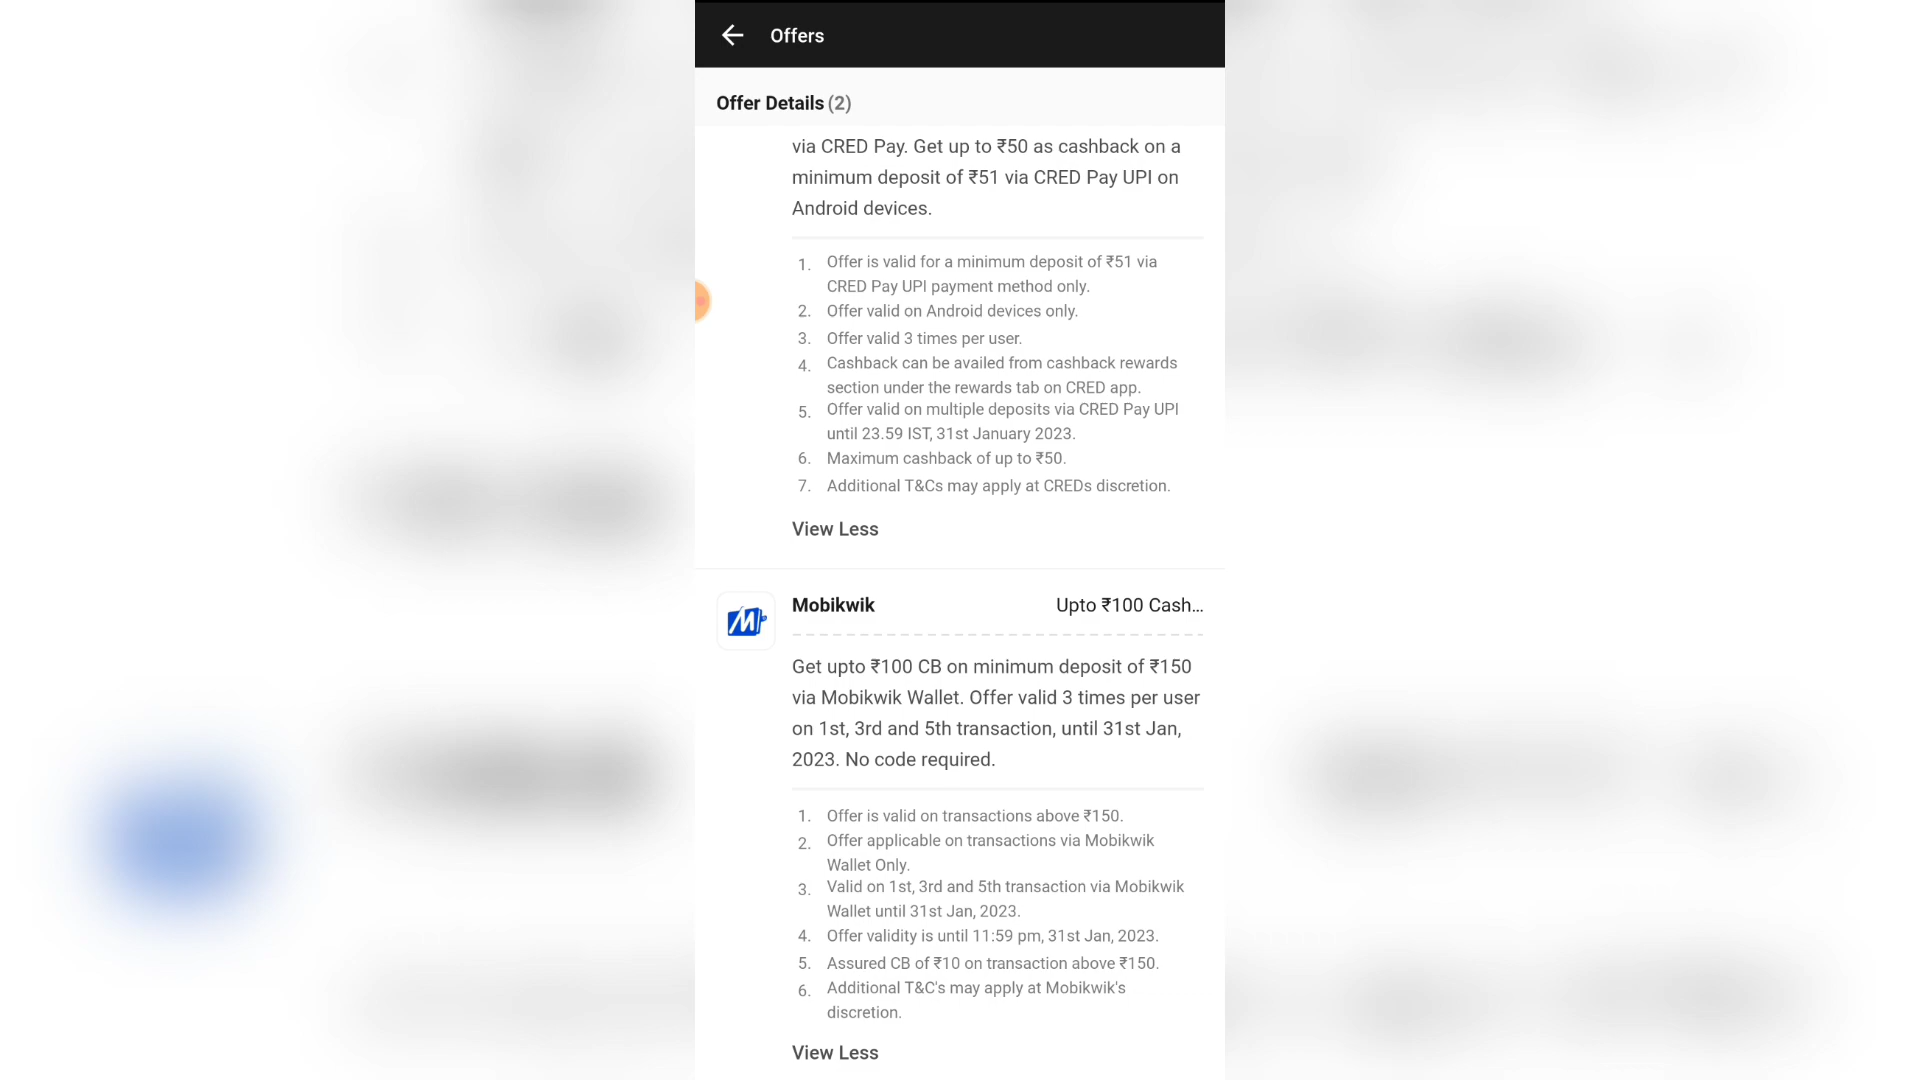 Offers
Offer Details (2)
via CRED Pay. Get up to ₹50 as cashback on a
minimum deposit of ₹51 via CRED Pay UPI on
Android devices.
1. Offer is valid for a minimum deposit of ₹51 via
CRED Pay UPI payment method only.
2. Offer valid on Android devices only.
3. Offer valid 3 times per user.
4. Cashback can be availed from cashback rewards
section under the rewards tab on CRED app.
5. Offer valid on multiple deposits via CRED Pay UPI
until 23.59 IST, 31st January 2023.
6. Maximum cashback of up to ₹50.
7. Additional T&Cs may apply at CREDs discretion.
View Less
Mobikwik Upto ₹100 Cash...
Get upto ₹100 CB on minimum deposit of ₹150
via Mobikwik Wallet. Offer valid 3 times per user
on 1st, 3rd and 5th transaction, until 31st Jan,
2023. No code required.
1. Offer is valid on transactions above ₹150.
2. Offer applicable on transactions via Mobikwik
Wallet Only.
3. Valid on 1st, 3rd and 5th transaction via Mobikwik
Wallet until 31st Jan, 2023.
4. Offer validity is until 11:59 pm, 31st Jan, 2023.
5. Assured CB of ₹10 on transaction above ₹150.
6. Additional T&C's may apply at Mobikwik's
discretion.
View Less